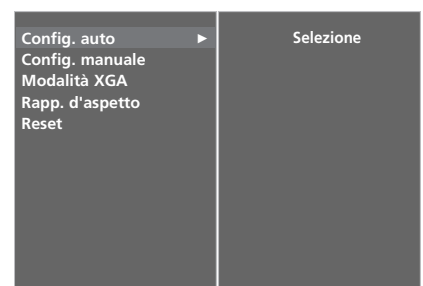 Config. auto ► Selezione
Config. manuale
Modalità XGA
Rapp. d'aspetto
Reset